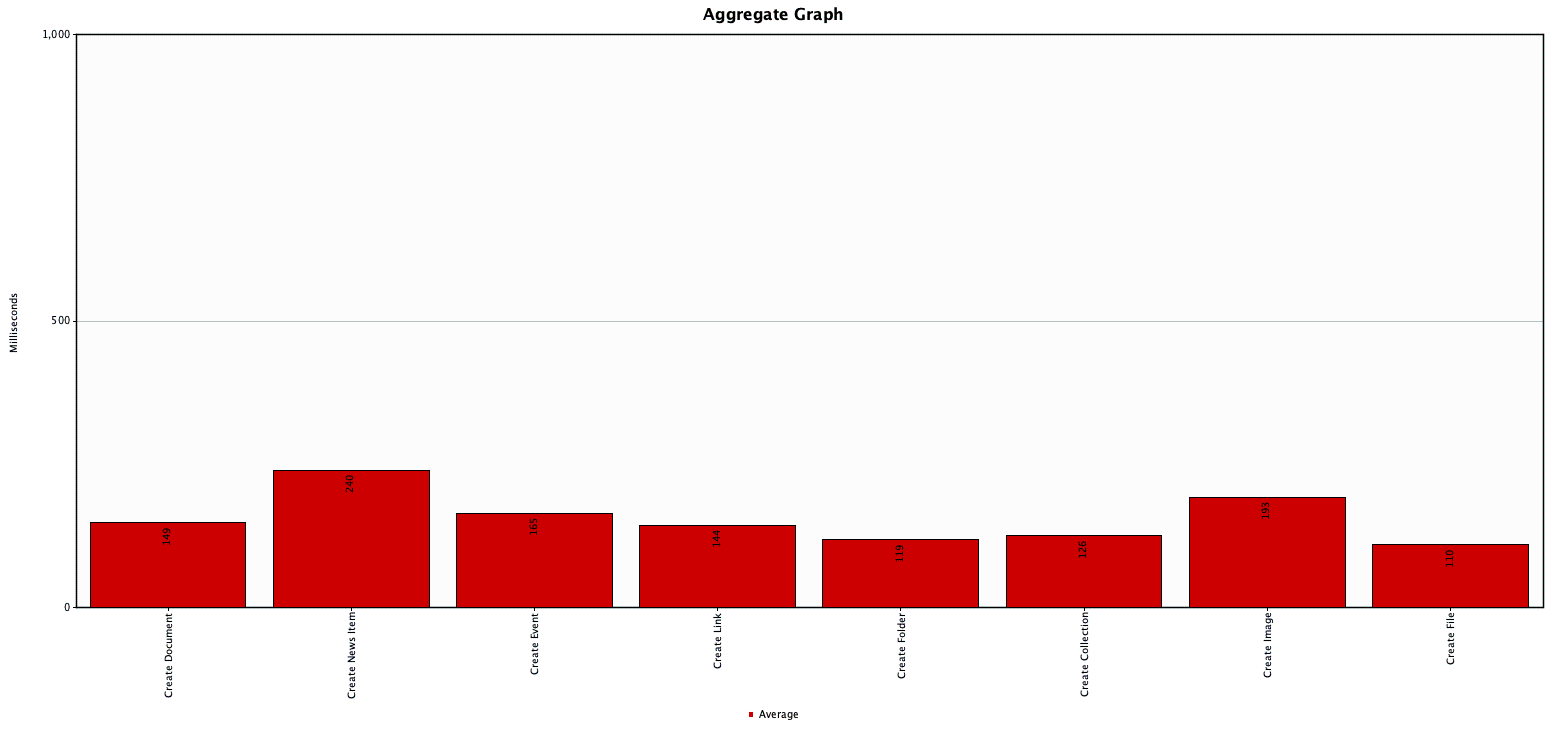 Aggregate Graph
1,000
500
0
Milliseconds
149
240
165
144
119
126
193
110
Create Document
Create News Item
Create Event
Create Link
Create Folder
Create Collection
Create Image
Create File
Average